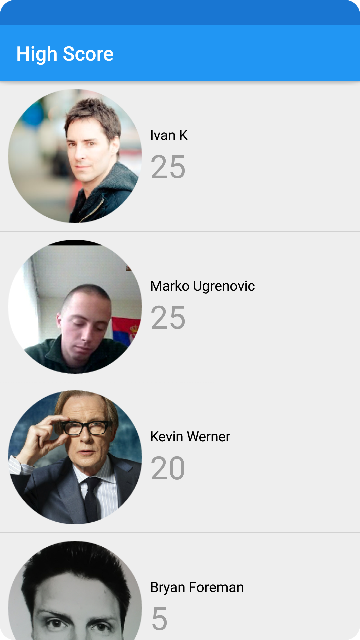 High Score
Ivan K
25
Marko Ugrenovic
25
Kevin Werner
20
Bryan Foreman
5